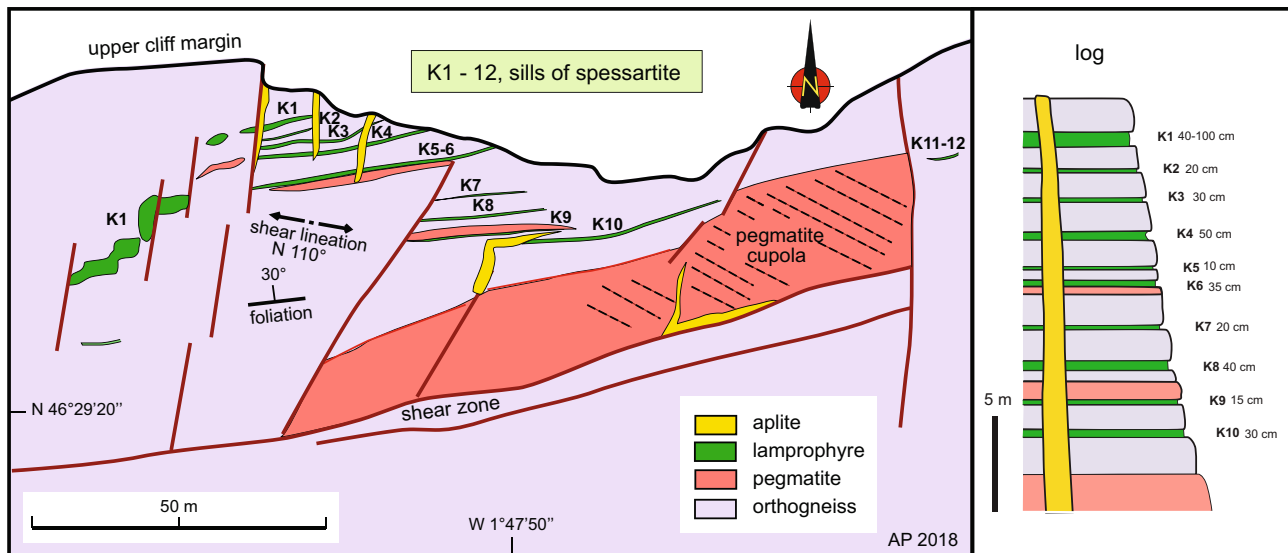 upper cliff margin
K1 - 12, sills of spessartite
N
K1
K2
K3
K4
K5-6
K11-12
K7
K8
K9
K10
K1
shear lineation
N 110°
30°
foliation
pegmatite
cupola
N 46°29'20''
shear zone
aplite
lamprophyre
pegmatite
orthogneiss
50 m
W 1°47'50''
AP 2018
log
K1 40-100 cm
K2 20 cm
K3 30 cm
K4 50 cm
K5 10 cm
K6 35 cm
K7 20 cm
K8 40 cm
5 m
K9 15 cm
K10 30 cm